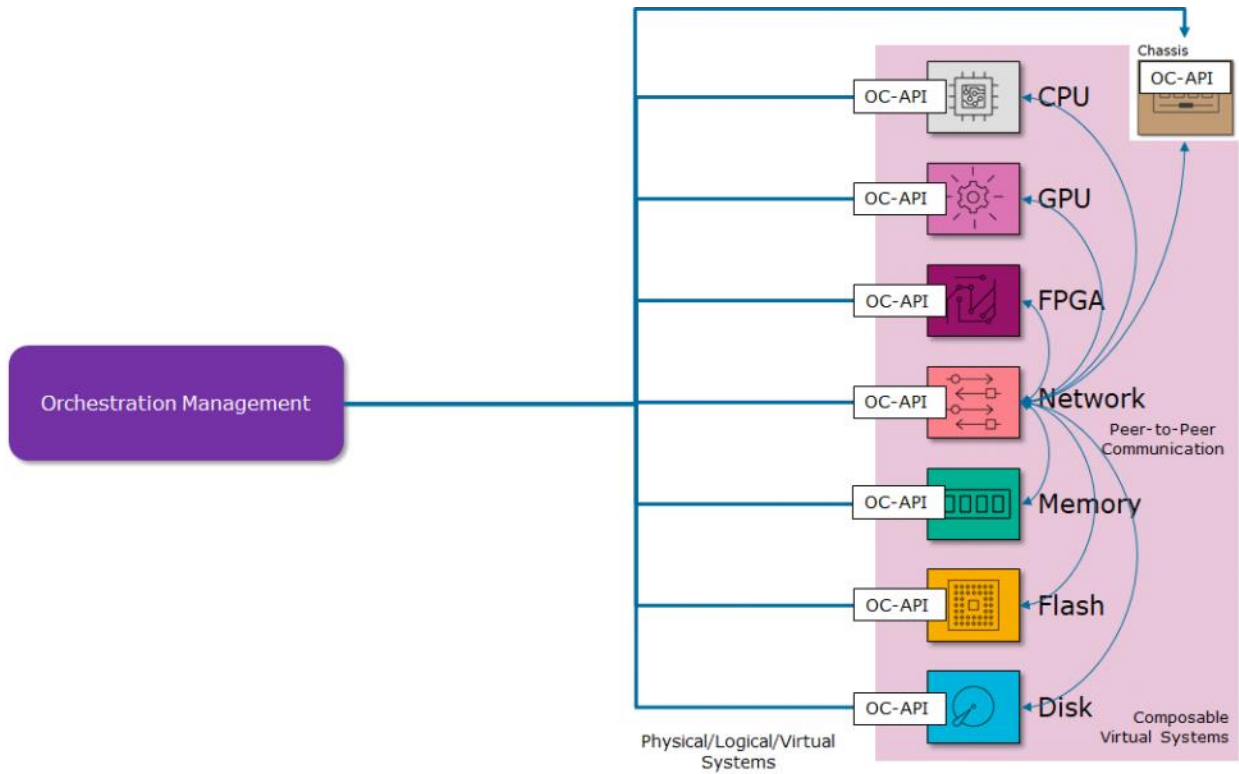 Chassis
OC-API
OC-API
CPU
OC-API
GPU
OC-API
FPGA
Orchestration Management
OC-API
Network
Peer-to-Peer
Communication
OC-API
Memory
OC-API
Flash
OC-API
Disk
Composable
Virtual Systems
Physical/Logical/Virtual
Systems